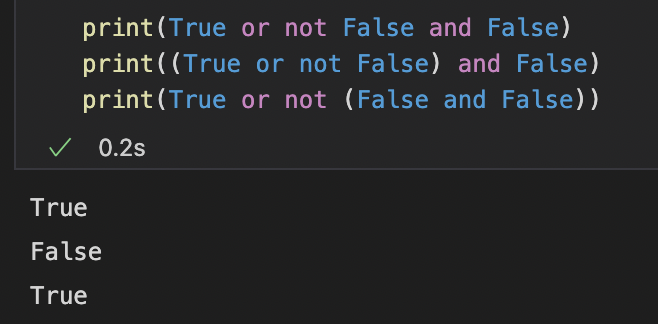 print(True or not False and False)
print((True or not False) and False)
print(True or not (False and False))
0.2s
True
False
True